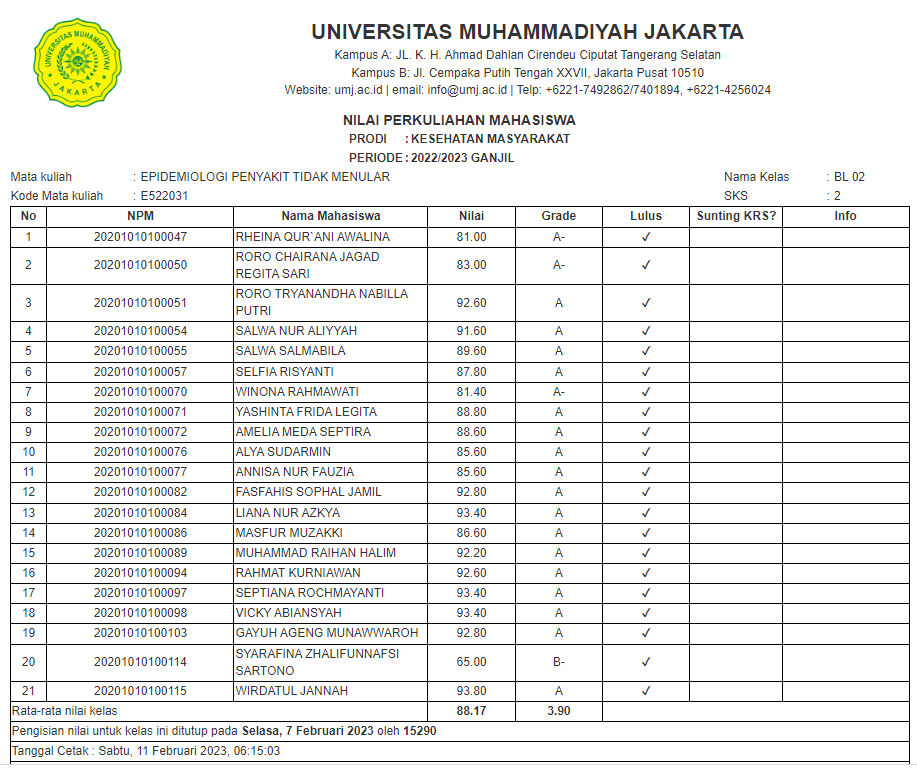 UNIVERSITAS MUHAMMADIYAH
JAKARTA
UNIVERSITAS MUHAMMADIYAH JAKARTA
Kampus A: JL. K. H. Ahmad Dahlan Cirendeu Ciputat Tangerang Selatan
Kampus B: Jl. Cempaka Putih Tengah XXVII, Jakarta Pusat 10510
Website: umj.ac.id | email: info@umj.ac.id | Telp: +6221-7492862/7401894, +6221-4256024
NILAI PERKULIAHAN MAHASISWA
PRODI : KESEHATAN MASYARAKAT
PERIODE : 2022/2023 GANJIL
Mata kuliah : EPIDEMIOLOGI PENYAKIT TIDAK MENULAR Nama Kelas : BL 02
Kode Mata kuliah : E522031 SKS : 2
No NPM Nama Mahasiswa Nilai Grade Lulus Sunting KRS? Info
1 20201010100047 RHEINA QUR`ANI AWALINA 81.00 A- ✓
2 20201010100050 RORO CHAIRANA JAGAD REGITA SARI 83.00 A- ✓
3 20201010100051 RORO TRYANANDHA NABILLA PUTRI 92.60 A ✓
4 20201010100054 SALWA NUR ALIYYAH 91.60 A ✓
5 20201010100055 SALWA SALMABILA 89.60 A ✓
6 20201010100057 SELFIA RISYANTI 87.80 A ✓
7 20201010100070 WINONA RAHMAWATI 81.40 A- ✓
8 20201010100071 YASHINTA FRIDA LEGITA 88.80 A ✓
9 20201010100072 AMELIA MEDA SEPTIRA 88.60 A ✓
10 20201010100076 ALYA SUDARMIN 85.60 A ✓
11 20201010100077 ANNISA NUR FAUZIA 85.60 A ✓
12 20201010100082 FASFAHIS SOPHAL JAMIL 92.80 A ✓
13 20201010100084 LIANA NUR AZKYA 93.40 A ✓
14 20201010100086 MASFUR MUZAKKI 86.60 A ✓
15 20201010100089 MUHAMMAD RAIHAN HALIM 92.20 A ✓
16 20201010100094 RAHMAT KURNIAWAN 92.60 A ✓
17 20201010100097 SEPTIANA ROCHMAYANTI 93.40 A ✓
18 20201010100098 VICKY ABIANSYAH 93.40 A ✓
19 20201010100103 GAYUH AGENG MUNAWWAROH 92.80 A ✓
20 20201010100114 SYARAFINA ZHALIFUNNAFSI SARTONO 65.00 B- ✓
21 20201010100115 WIRDATUL JANNAH 93.80 A ✓
Rata-rata nilai kelas 88.17 3.90
Pengisian nilai untuk kelas ini ditutup pada Selasa, 7 Februari 2023 oleh 15290
Tanggal Cetak : Sabtu, 11 Februari 2023, 06:15:03